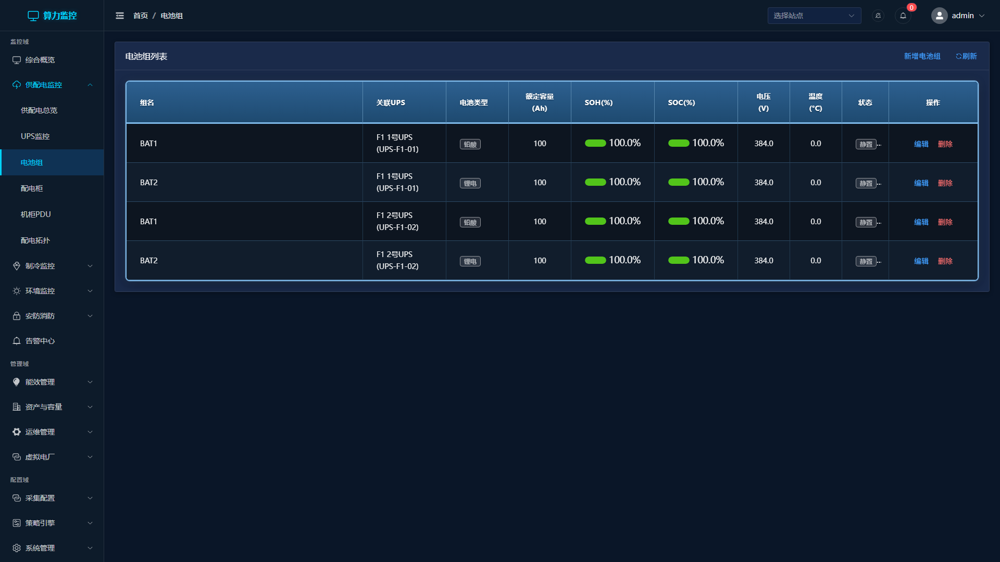 算力监控
首页 / 电池组
选择站点
0
admin
监控域
综合概览
供配电监控
供配电总览
UPS监控
电池组
配电柜
机柜PDU
配电拓扑
制冷监控
环境监控
安防消防
告警中心
管理域
能效管理
资产与容量
运维管理
虚拟电厂
配置域
采集配置
策略引擎
系统管理
电池组列表
新增电池组
刷新
组名
关联UPS
电池类型
额定容量
(Ah)
SOH(%)
SOC(%)
电压
(V)
温度
(°C)
状态
操作
BAT1
F1 1号UPS
(UPS-F1-01)
铅酸
100
100.0%
100.0%
384.0
0.0
静置...
编辑 删除
BAT2
F1 1号UPS
(UPS-F1-01)
锂电
100
100.0%
100.0%
384.0
0.0
静置...
编辑 删除
BAT1
F1 2号UPS
(UPS-F1-02)
铅酸
100
100.0%
100.0%
384.0
0.0
静置...
编辑 删除
BAT2
F1 2号UPS
(UPS-F1-02)
锂电
100
100.0%
100.0%
384.0
0.0
静置...
编辑 删除